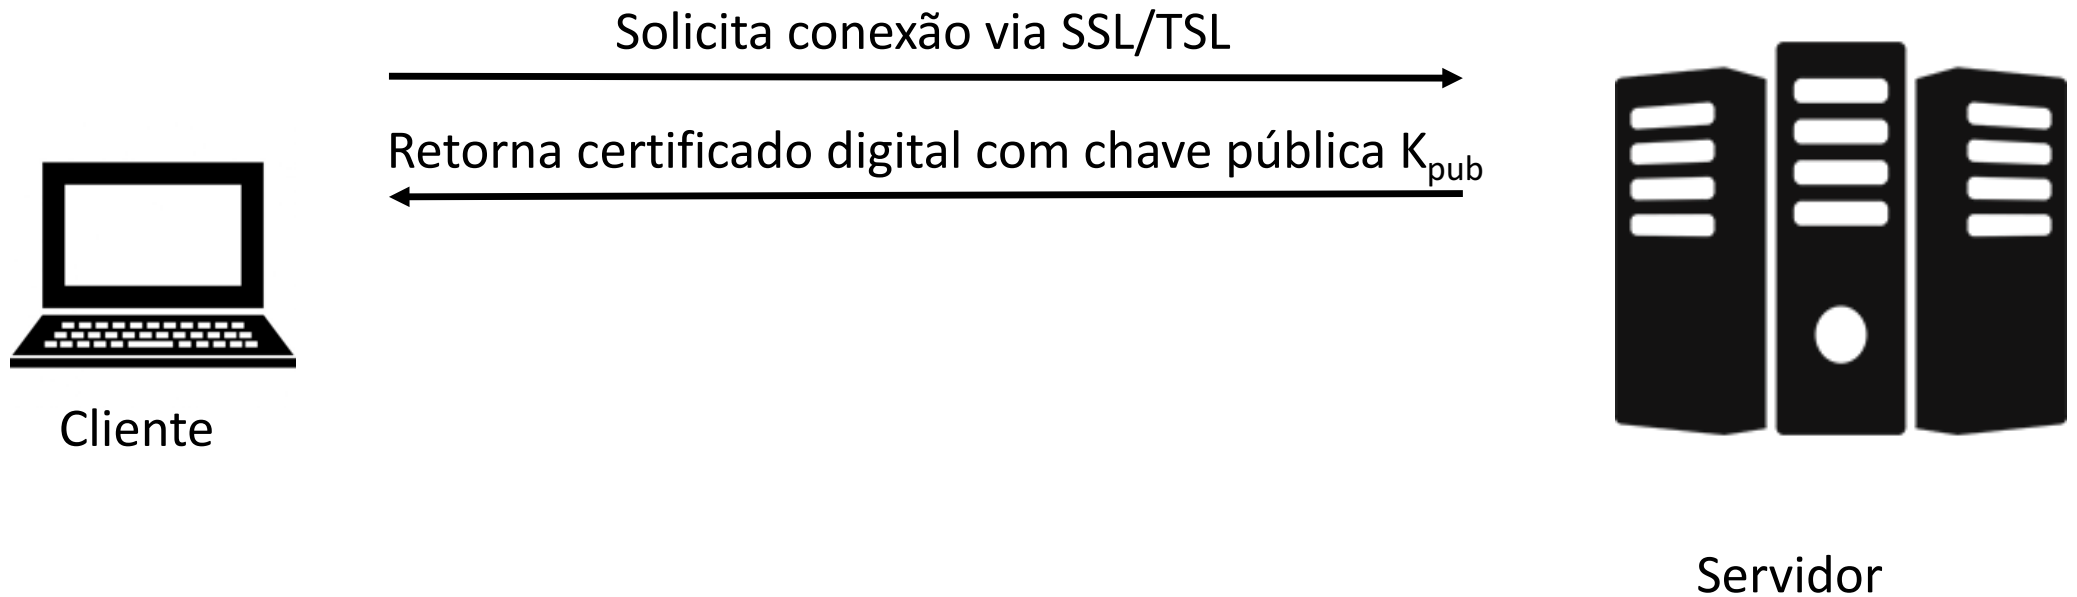 Solicita conexão via SSL/TSL
Retorna certificado digital com chave pública Kpub
Cliente
Servidor